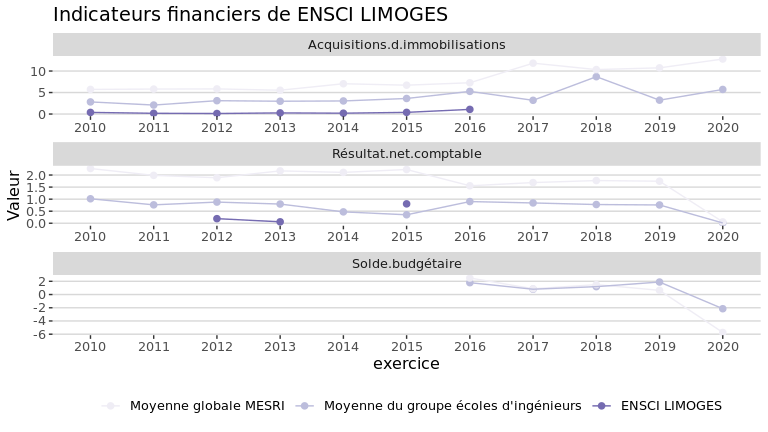 Indicateurs financiers de ENSCI LIMOGES
Acquisitions.d.immobilisations
10
5
0
2010 2011 2012 2013 2014 2015 2016 2017 2018 2019 2020
Résultat.net.comptable
2.0
1.5
1.0
0.5
0.0
2010 2011 2012 2013 2014 2015 2016 2017 2018 2019 2020
Valeur
Solde.budgétaire
2
0
-2
-4
-6
2010 2011 2012 2013 2014 2015 2016 2017 2018 2019 2020
exercice
Moyenne globale MESRI Moyenne du groupe écoles d'ingénieurs ENSCI LIMOGES